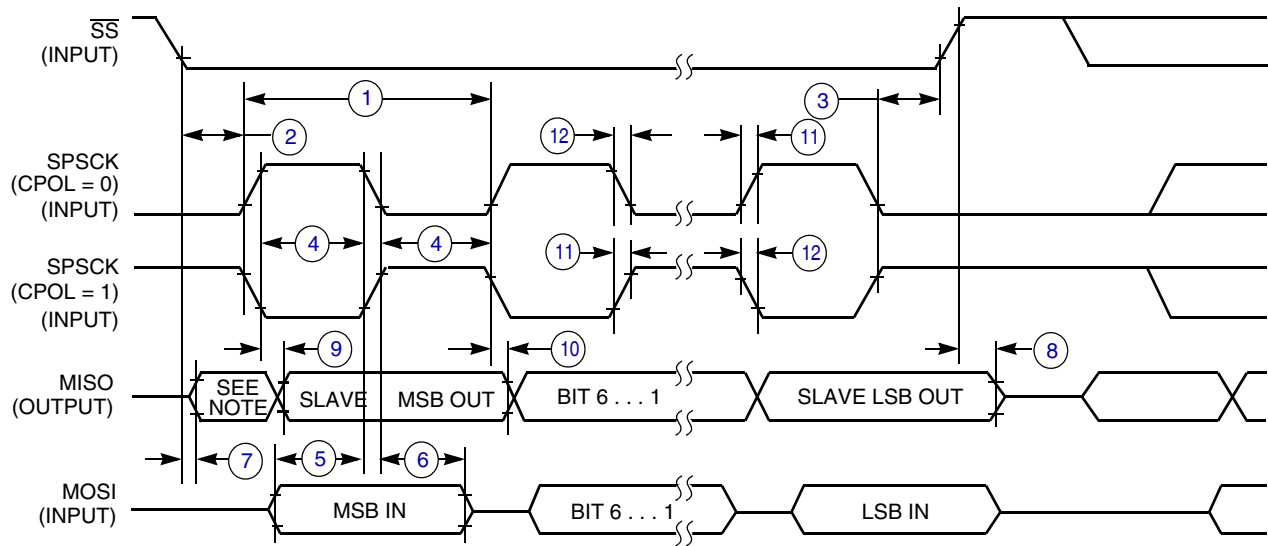 SS
(INPUT)
1
3
2
12
11
SPSCK
(CPOL = 0)
(INPUT)
4
4
SPSCK
(CPOL = 1)
(INPUT)
11
12
9
10
8
MISO
(OUTPUT)
SEE
NOTE
SLAVE
MSB OUT
BIT 6 . . . 1
SLAVE LSB OUT
7
5
6
MOSI
(INPUT)
MSB IN
BIT 6 . . . 1
LSB IN